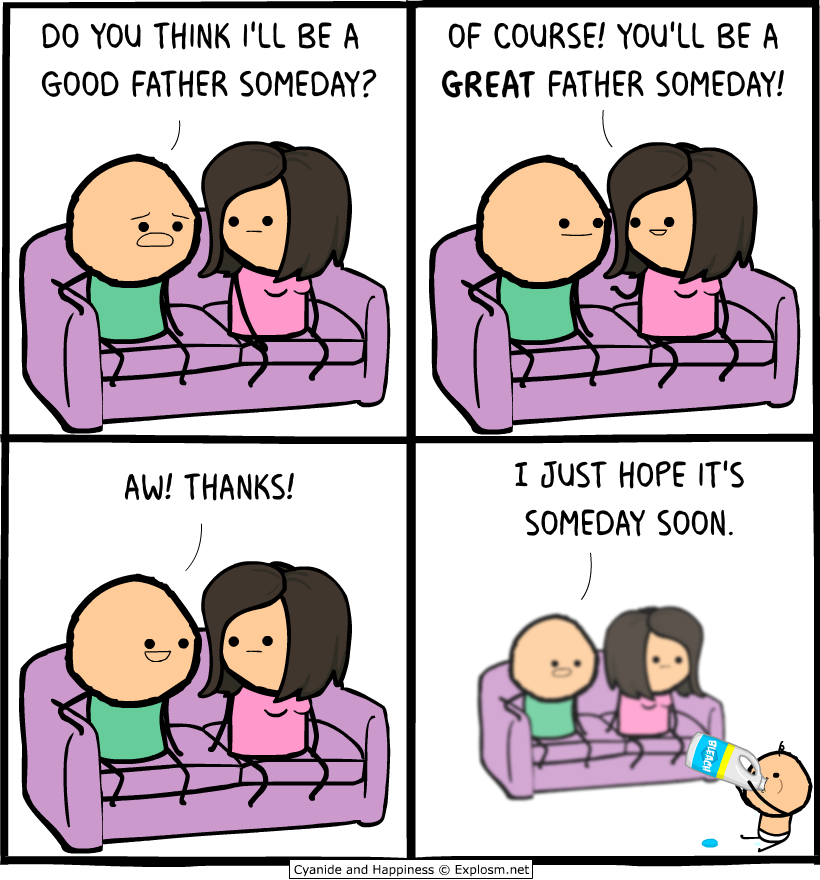 DO YOU THINK I'LL BE A
GOOD FATHER SOMEDAY?
OF COURSE! YOU'LL BE A
GREAT FATHER SOMEDAY!
AW! THANKS!
I JUST HOPE IT'S
SOMEDAY SOON.
BLEACH
Cyanide and Happiness © Explosm.net